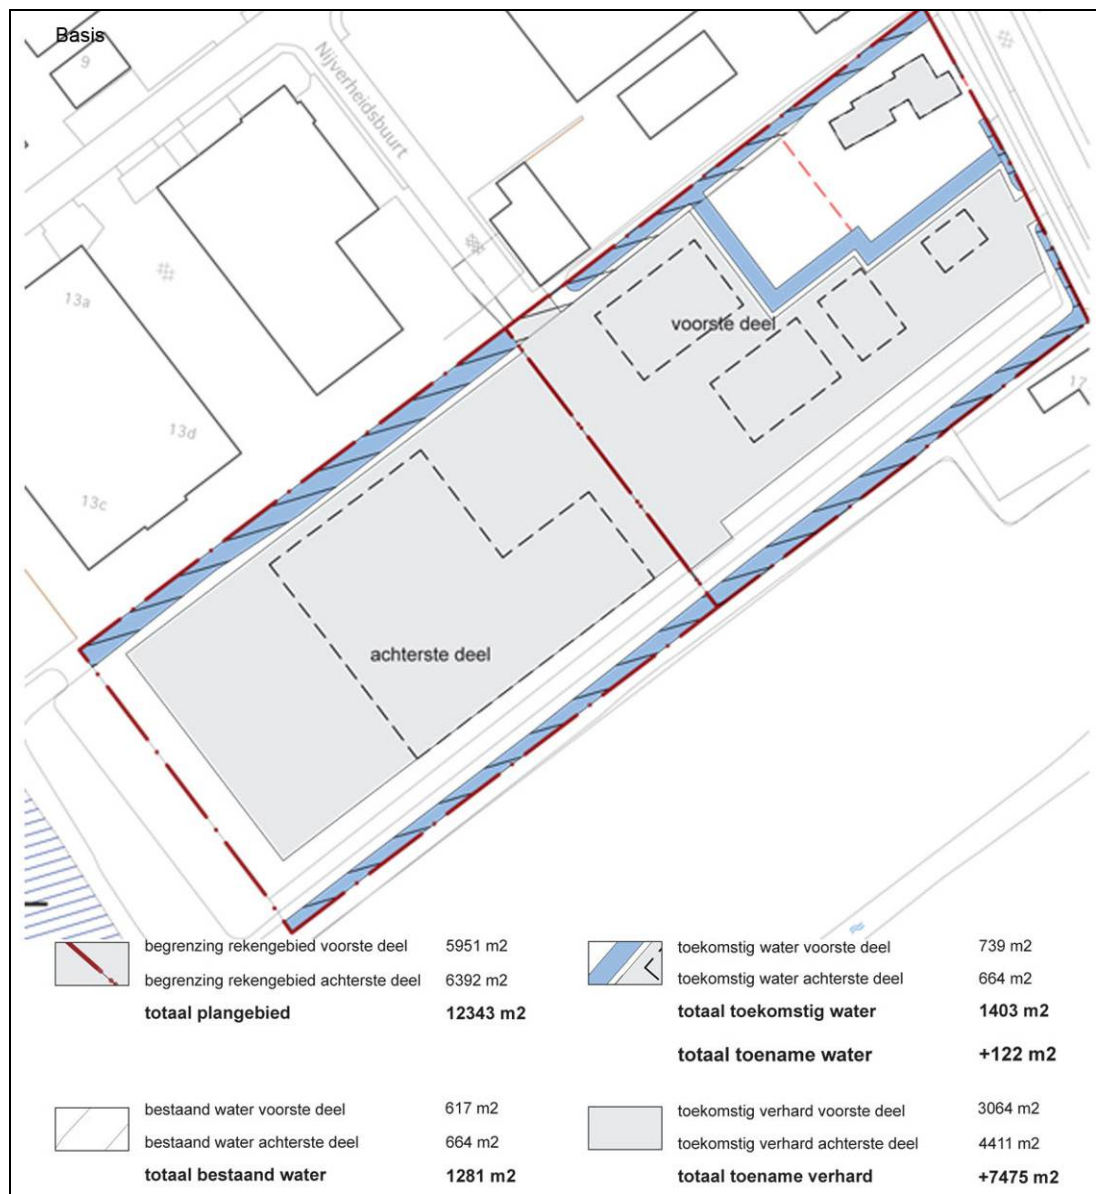 Basis
9
Nijverheidsbuurt
13a
13d
13c
17
voorste deel
achterste deel
begrenzing rekengebied voorste deel 5951 m2
begrenzing rekengebied achterste deel 6392 m2
totaal plangebied 12343 m2
toekomstig water voorste deel 739 m2
toekomstig water achterste deel 664 m2
totaal toekomstig water 1403 m2
totaal toename water +122 m2
bestaand water voorste deel 617 m2
bestaand water achterste deel 664 m2
totaal bestaand water 1281 m2
toekomstig verhard voorste deel 3064 m2
toekomstig verhard achterste deel 4411 m2
totaal toename verhard +7475 m2